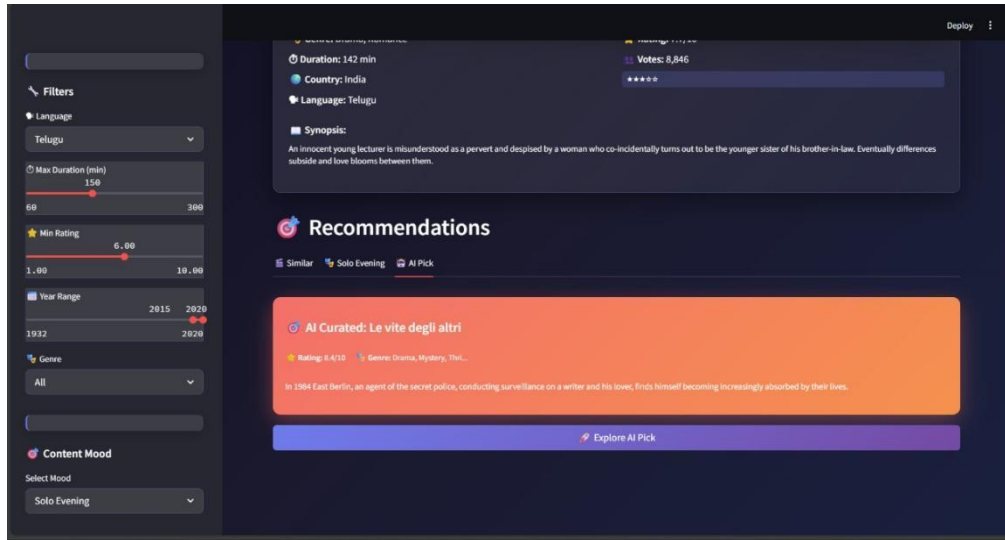 Deploy
Filters
Language
Telugu
Max Duration (min)
150
60 300
Min Rating
6.00
1.00 10.00
Year Range
2015 2020
1932 2020
Genre
All
Content Mood
Select Mood
Solo Evening
Genre: Drama, Romance
Duration: 142 min
Votes: 8,846
Country: India
Language: Telugu
Synopsis:
An innocent young lecturer is misunderstood as a pervert and despised by a woman who co-incidentally turns out to be the younger sister of his brother-in-law. Eventually differences
subside and love blooms between them.
Recommendations
Similar Solo Evening AI Pick
AI Curated: Le vite degli altri
Rating: 8.4/10 Genre: Drama, Mystery, Thri...
In 1984 East Berlin, an agent of the secret police, conducting surveillance on a writer and his lover, finds himself becoming increasingly absorbed by their lives.
Explore AI Pick